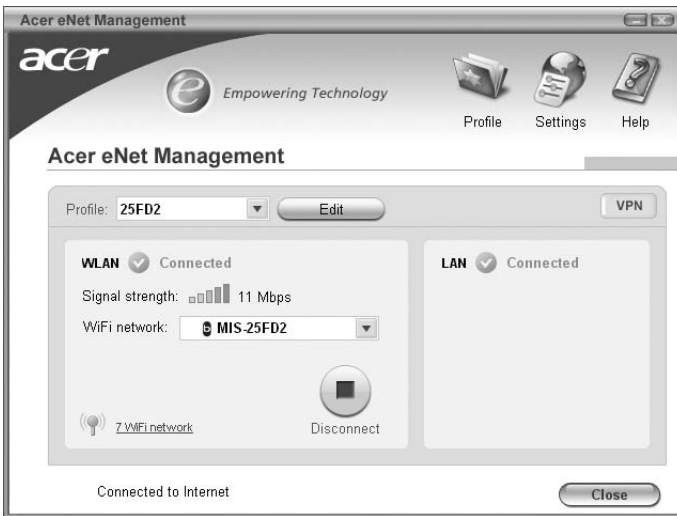 Acer eNet Management
acer
e Empowering Technology
Profile Settings Help
Acer eNet Management
Profile: 25FD2 Edit VPN
WLAN Connected
LAN Connected
Signal strength: 11 Mbps
WiFi network: b MIS-25FD2
7 WiFi network
Disconnect
Connected to Internet
Close